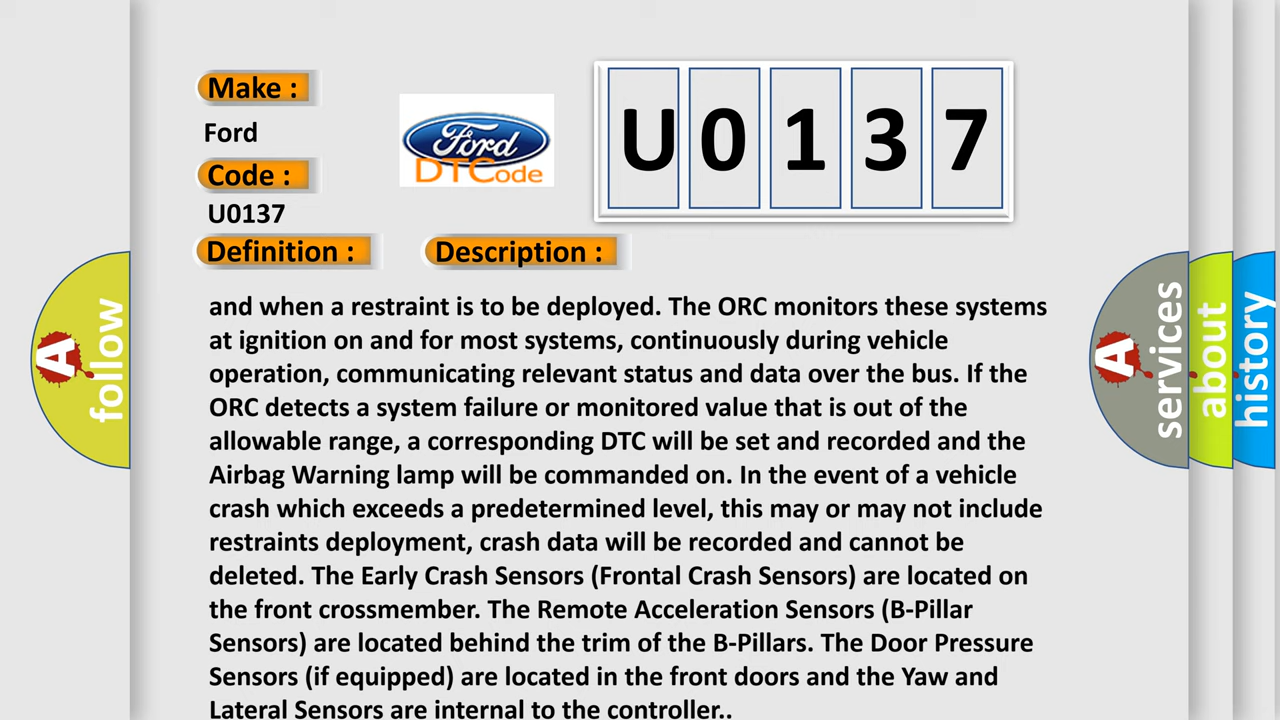 Make :
Ford
Code :
U0137
Definition :
Description :
Ford
DTCode
U0137
and when a restraint is to be deployed. The ORC monitors these systems
at ignition on and for most systems, continuously during vehicle
operation, communicating relevant status and data over the bus. If the
ORC detects a system failure or monitored value that is out of the
allowable range, a corresponding DTC will be set and recorded and the
Airbag Warning lamp will be commanded on. In the event of a vehicle
crash which exceeds a predetermined level, this may or may not include
restraints deployment, crash data will be recorded and cannot be
deleted. The Early Crash Sensors (Frontal Crash Sensors) are located on
the front crossmember. The Remote Acceleration Sensors (B-Pillar
Sensors) are located behind the trim of the B-Pillars. The Door Pressure
Sensors (if equipped) are located in the front doors and the Yaw and
Lateral Sensors are internal to the controller..
A
follow
A
services
about
history